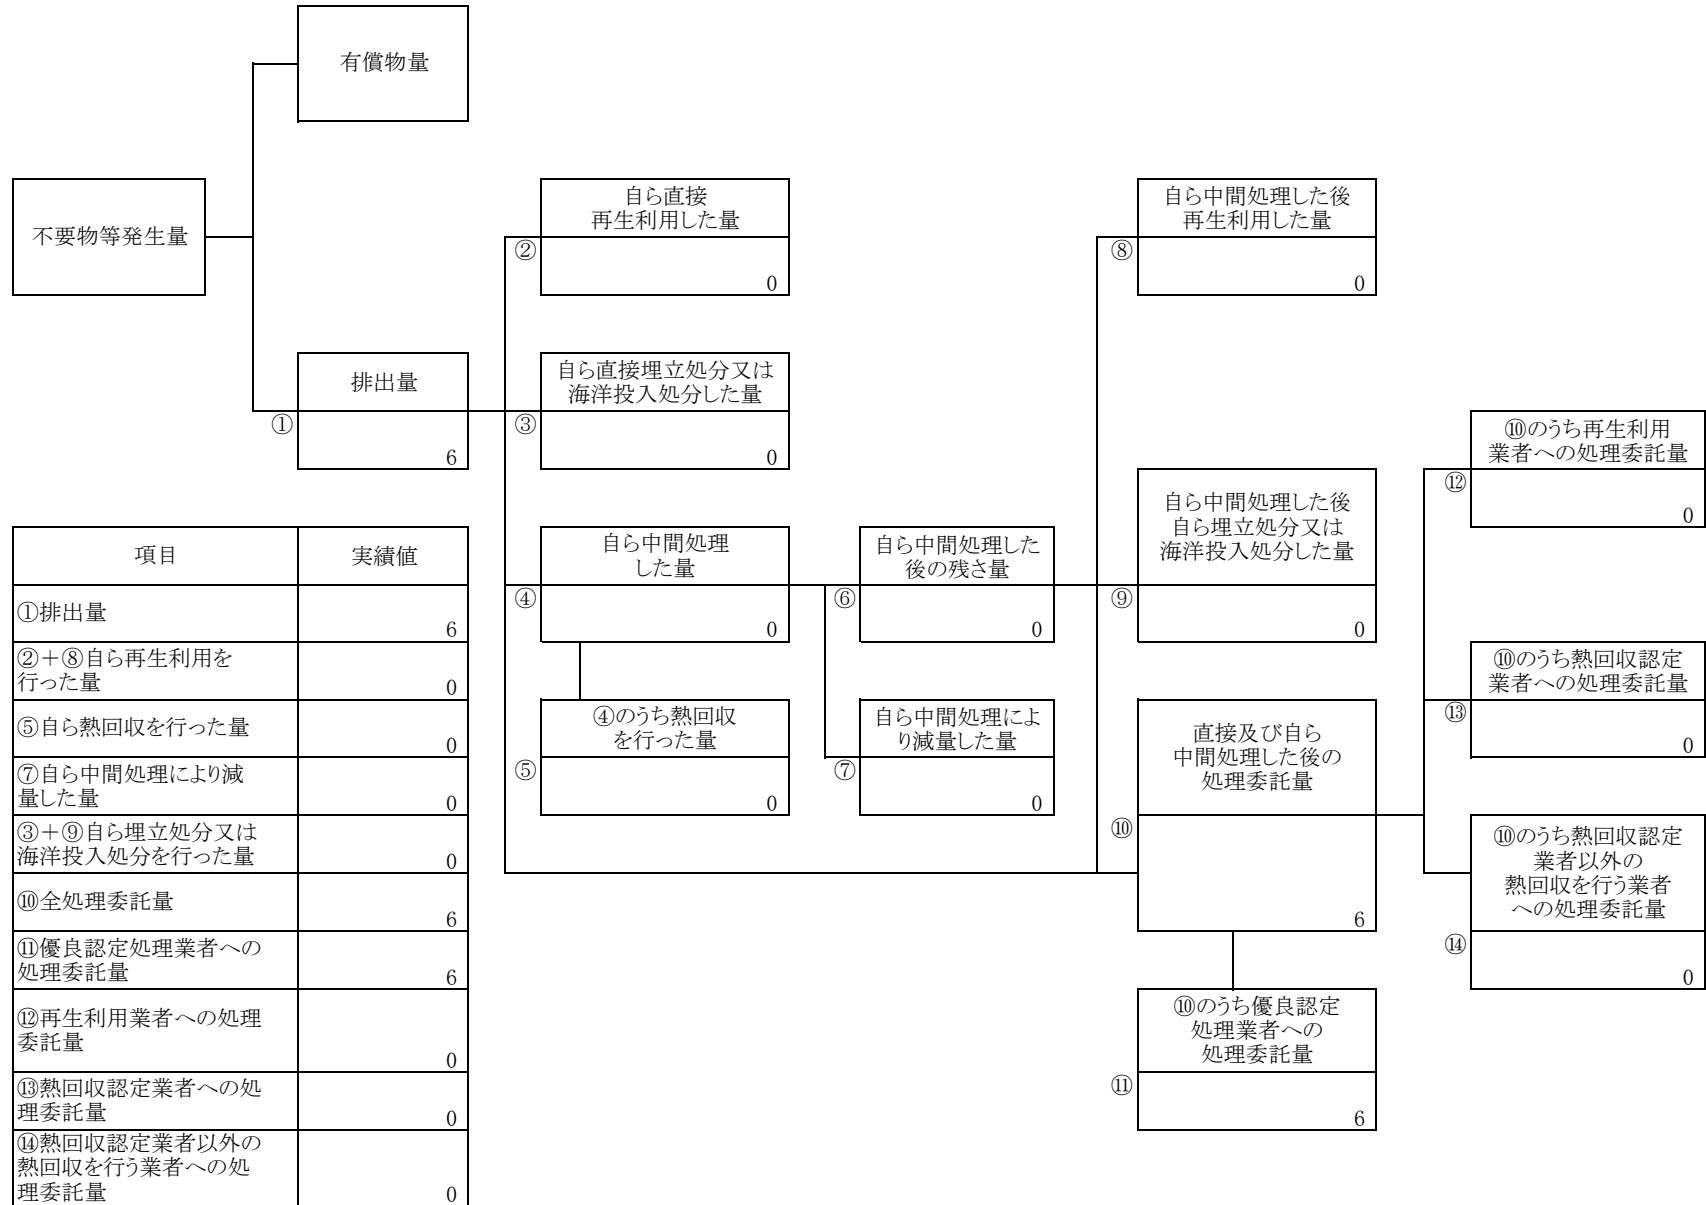 有償物量
不要物等発生量
排出量
①
6
自ら直接
再生利用した量
②
0
自ら直接埋立処分又は
海洋投入処分した量
③
0
自ら中間処理
した量
④
0
④のうち熱回収
を行った量
⑤
0
自ら中間処理した
後の残さ量
⑥
0
自ら中間処理によ
り減量した量
⑦
0
自ら中間処理した後
再生利用した量
⑧
0
自ら中間処理した後
自ら埋立処分又は
海洋投入処分した量
⑨
0
直接及び自ら
中間処理した後の
処理委託量
⑩
6
⑩のうち優良認定
処理業者への
処理委託量
⑪
6
⑩のうち再生利用
業者への処理委託量
⑫
0
⑩のうち熱回収認定
業者への処理委託量
⑬
0
⑩のうち熱回収認定
業者以外の
熱回収を行う業者
への処理委託量
⑭
0
項目 実績値
①排出量
6
②＋⑧自ら再生利用を
行った量
0
⑤自ら熱回収を行った量
0
⑦自ら中間処理により減
量した量
0
③＋⑨自ら埋立処分又は
海洋投入処分を行った量
0
⑩全処理委託量
6
⑪優良認定処理業者への
処理委託量
6
⑫再生利用業者への処理
委託量
0
⑬熱回収認定業者への処
理委託量
0
⑭熱回収認定業者以外の
熱回収を行う業者への処
理委託量
0